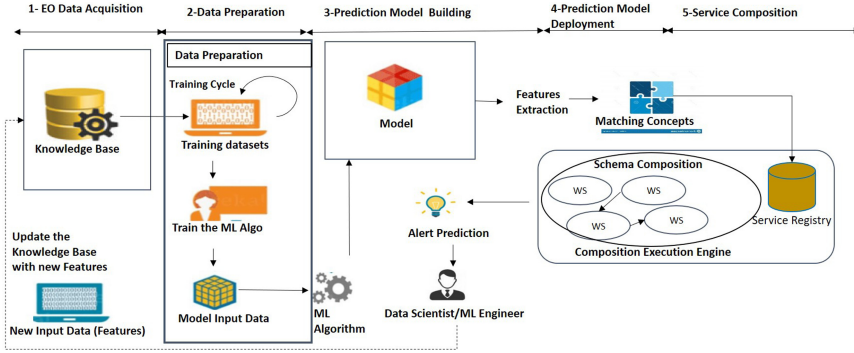 1- EO Data Acquisition
2-Data Preparation
3-Prediction Model Building
4-Prediction Model
Deployment
5-Service Composition
Data Preparation
Training Cycle
Knowledge Base
Training datasets
Model
Features
Extraction
Matching Concepts
Train the ML Algo
Schema Composition
WS
WS
WS
WS
Service Registry
Composition Execution Engine
Alert Prediction
Update the
Knowledge Base
with new Features
New Input Data (Features)
Model Input Data
ML
Algorithm
Data Scientist/ML Engineer